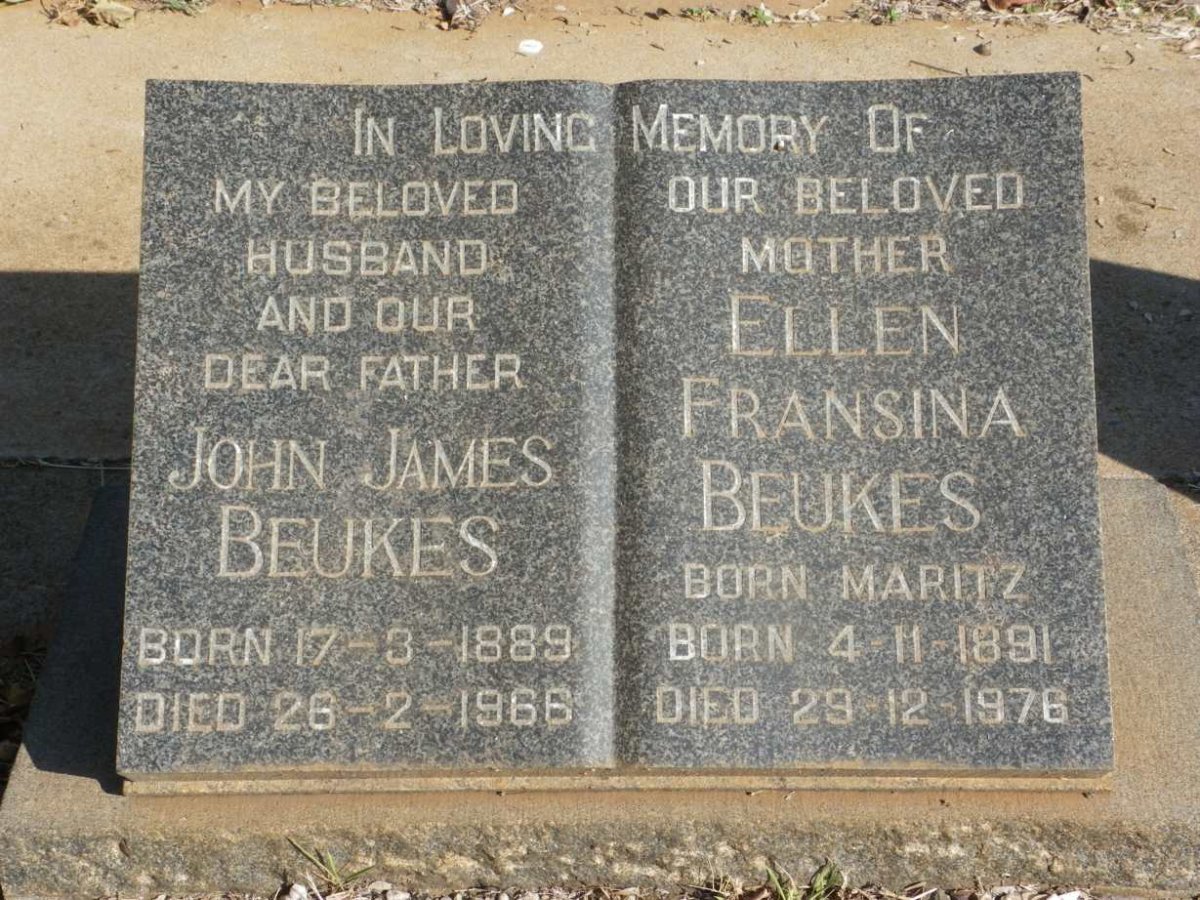 In Loving Memory Of
MY BELOVED
HUSBAND
AND OUR
DEAR FATHER
JOHN JAMES
BEUKES
BORN 17-3-1889
DIED 26-2-1966
OUR BELOVED
MOTHER
ELLEN
FRANSINA
BEUKES
BORN MARITZ
BORN 4-11-1891
DIED 29-12-1976